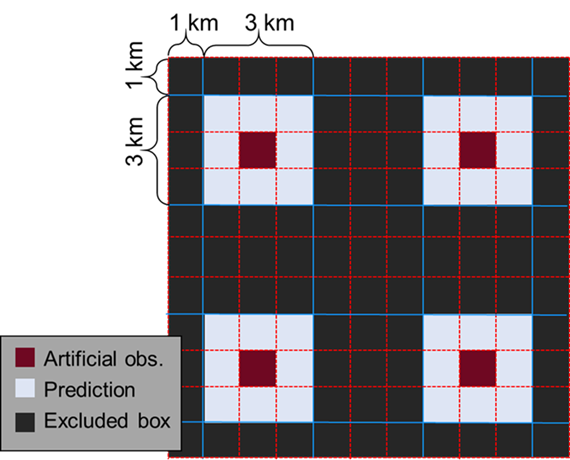 1 km
3 km
1 km
3 km
Artificial obs.
Prediction
Excluded box